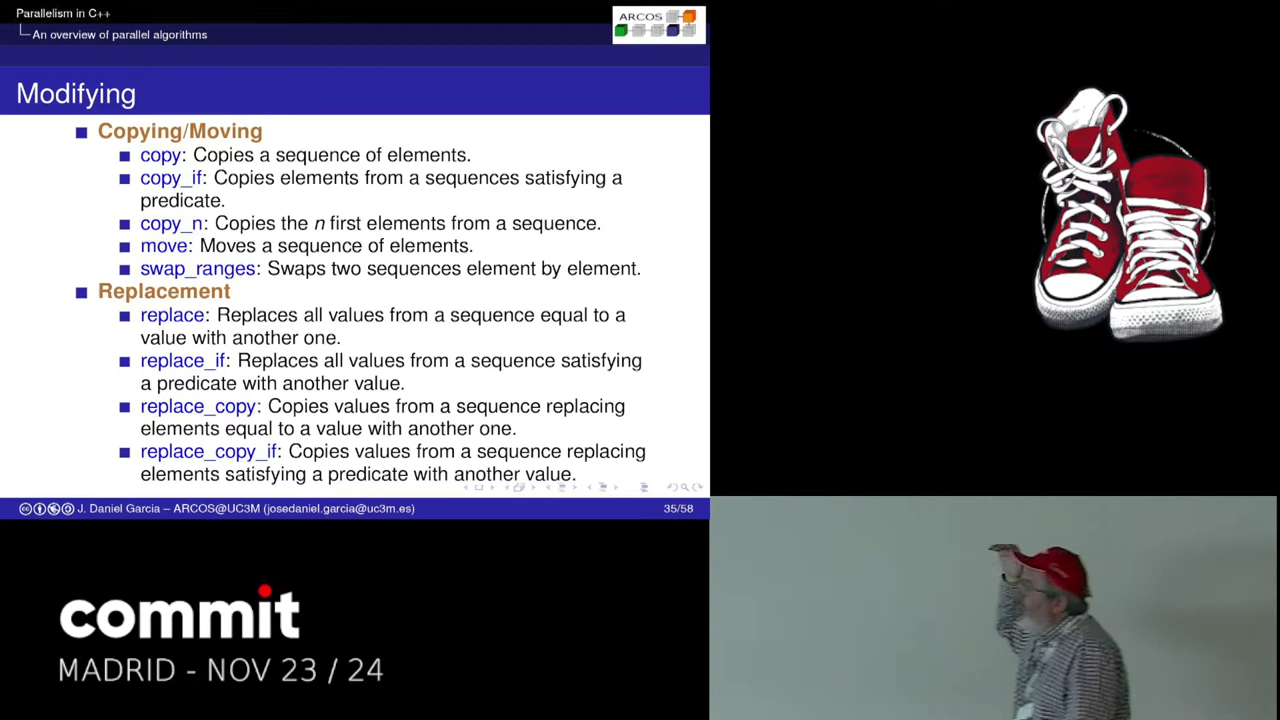 Parallelism in C++
An overview of parallel algorithms
ARCOS
Modifying
Copying/Moving
copy: Copies a sequence of elements.
copy_if: Copies elements from a sequences satisfying a
predicate.
copy_n: Copies the n first elements from a sequence.
move: Moves a sequence of elements.
swap_ranges: Swaps two sequences element by element.
Replacement
replace: Replaces all values from a sequence equal to a
value with another one.
replace_if: Replaces all values from a sequence satisfying
a predicate with another value.
replace_copy: Copies values from a sequence replacing
elements equal to a value with another one.
replace_copy_if: Copies values from a sequence replacing
elements satisfying a predicate with another value.
J. Daniel Garcia – ARCOS@UC3M (josedaniel.garcia@uc3m.es)
35/58
commit
MADRID - NOV 23 / 24